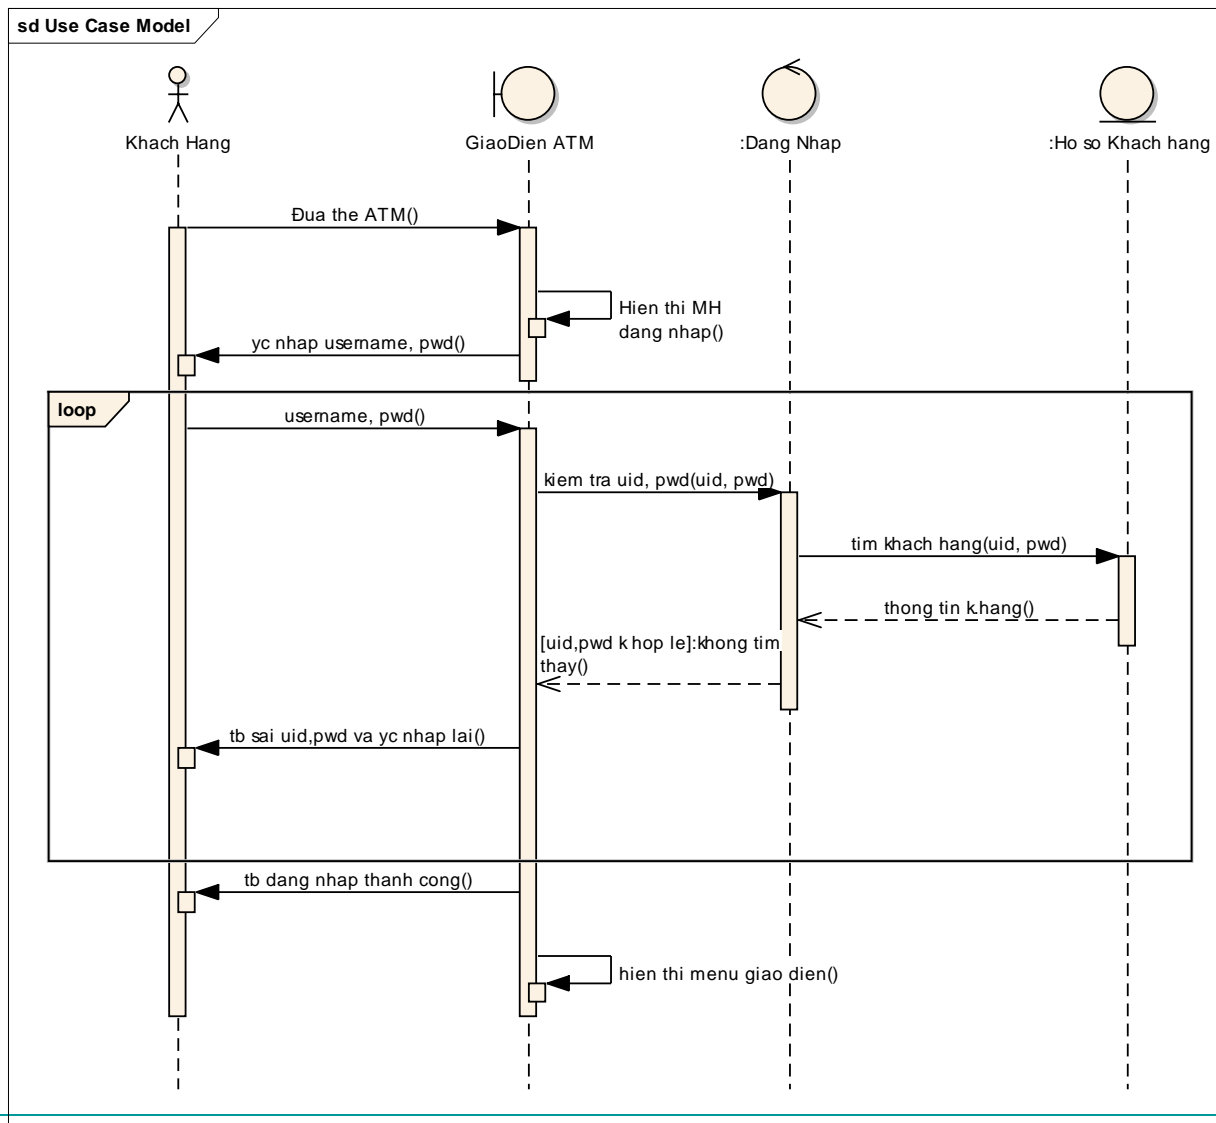 sd Use Case Model
Khach Hang
GiaoDien ATM
:Dang Nhap
:Ho so Khach hang
Đua the ATM()
Hien thi MH
dang nhap()
yc nhap username, pwd()
loop
username, pwd()
kiem tra uid, pwd(uid, pwd)
tim khach hang(uid, pwd)
thong tin k.hang()
[uid,pwd k hop le]:khong tim
thay()
tb sai uid,pwd va yc nhap lai()
tb dang nhap thanh cong()
hien thi menu giao dien()